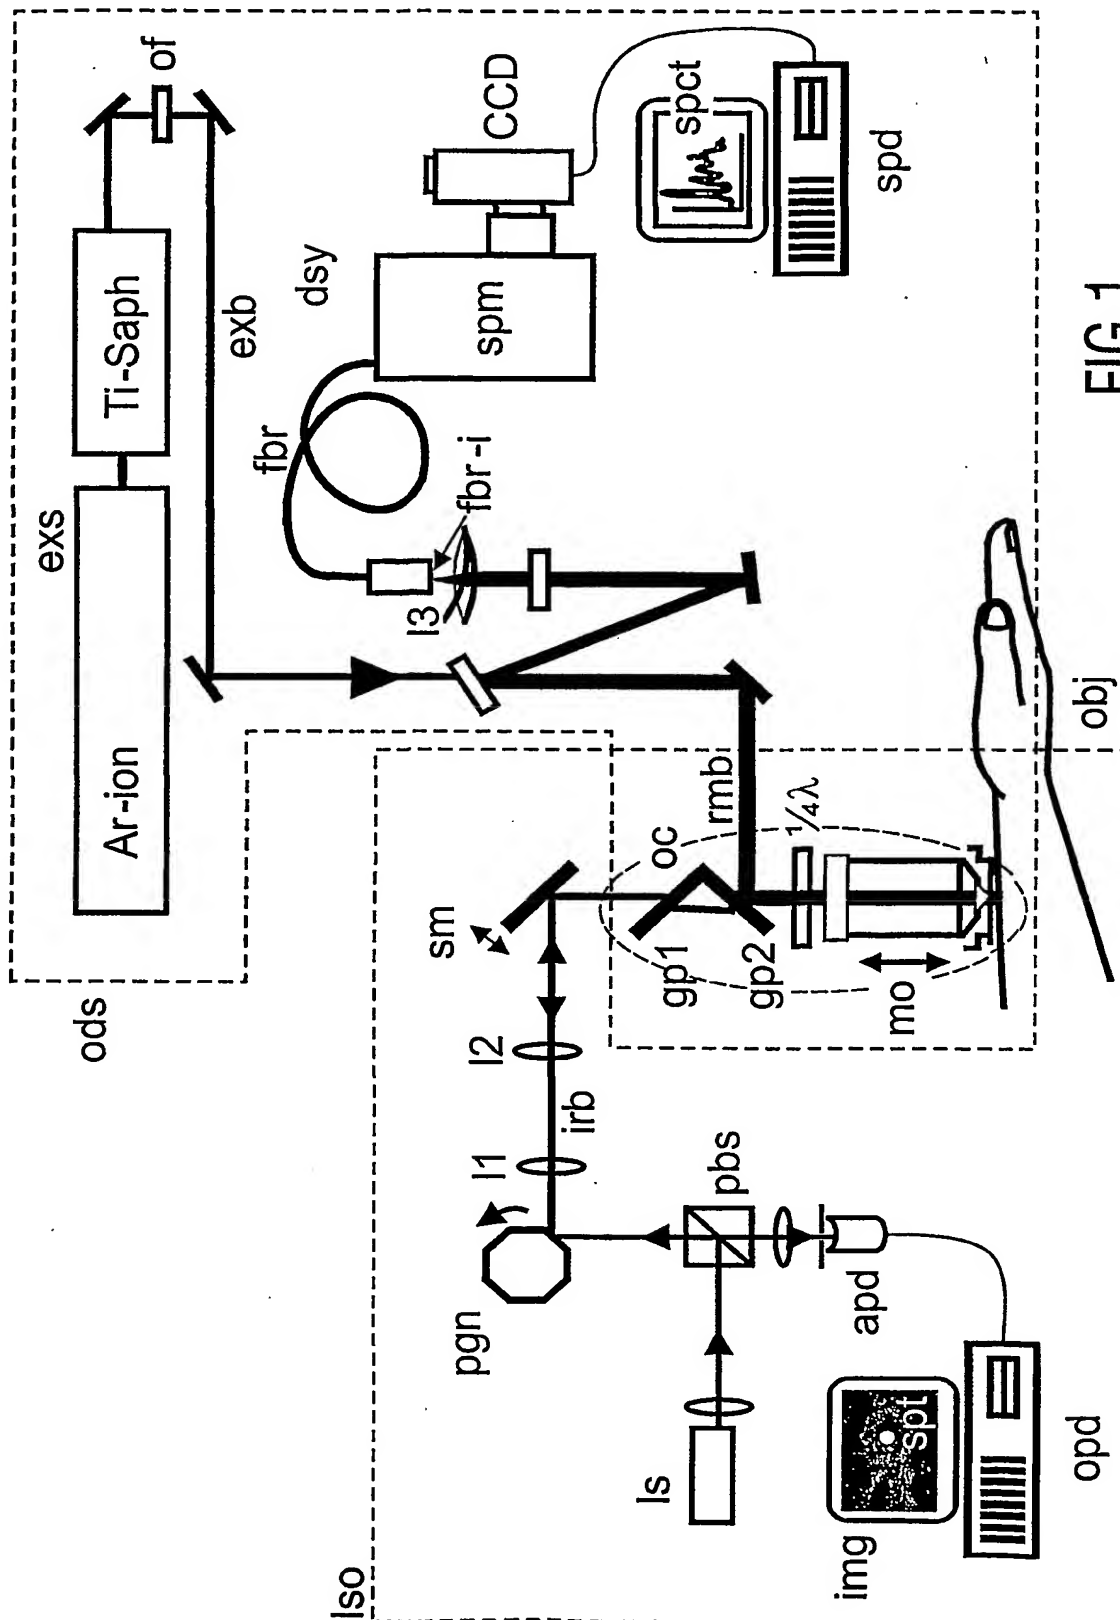 exs
Ar-ion
Ti-Saph
of
exb
fbr
dsy
CCD
spm
spct
spd
fbr-i
l3
ods
sm
oc
rmb
gp1
gp2
¼λ
mo
obj
l2
l1
irb
pgn
pbs
ls
apd
img
spt
opd
lso
FIG.1